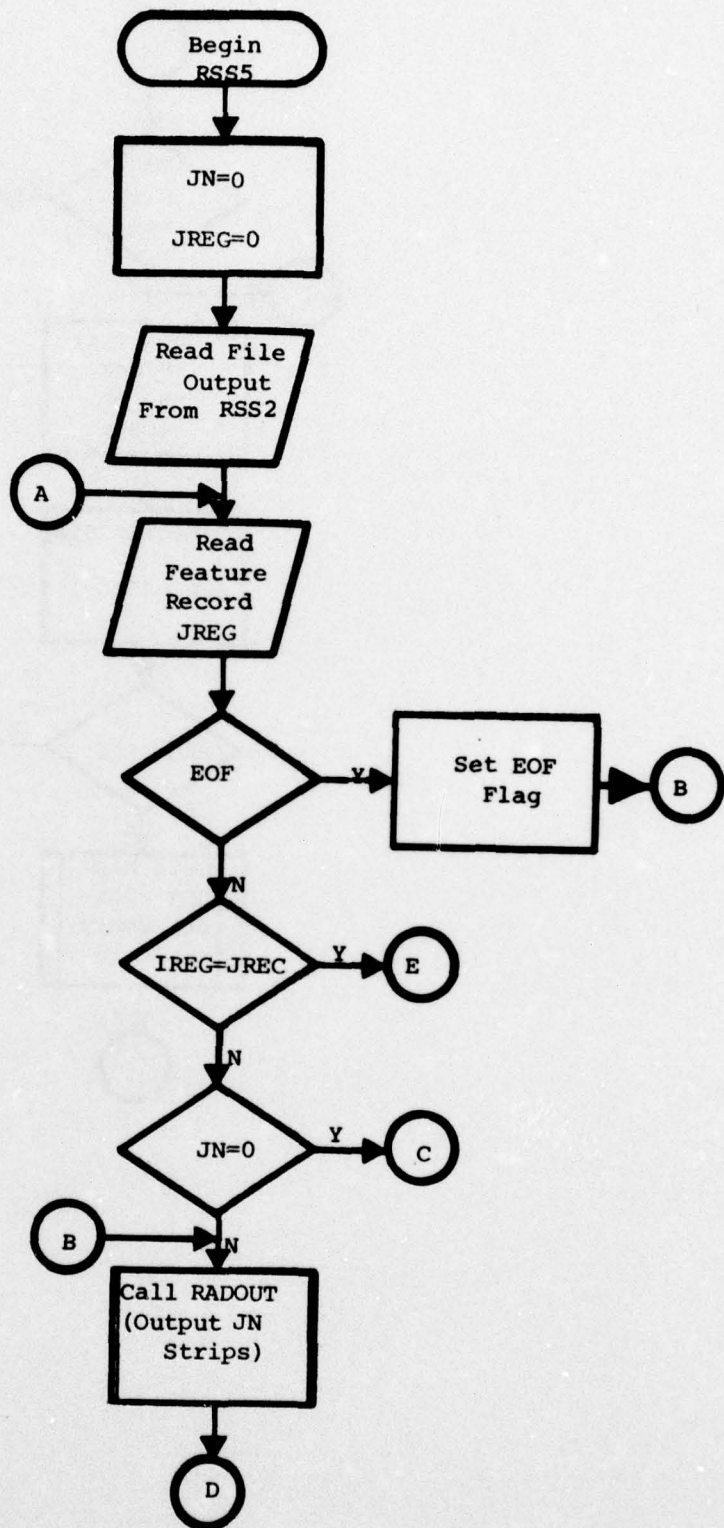 Begin
RSS5
JN=0
JREG=0
Read File
Output
From RSS2
A
Read
Feature
Record
JREG
EOF
Y
Set EOF
Flag
B
N
IREG=JREC
Y
E
N
JN=0
Y
C
B
N
Call RADOUT
(Output JN
Strips)
D